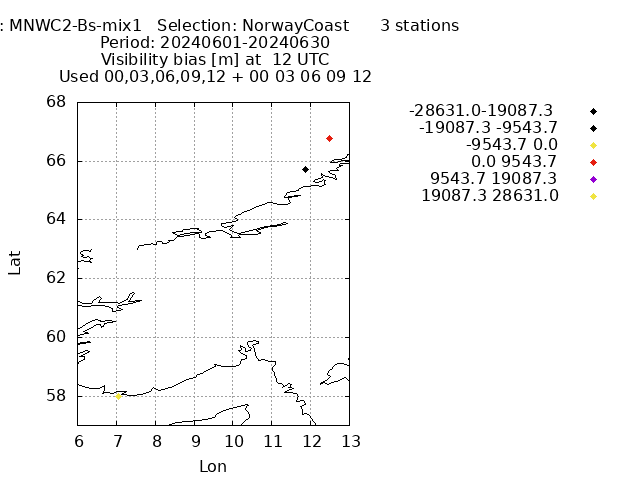 : MNWC2-Bs-mix1 Selection: NorwayCoast 3 stations
Period: 20240601-20240630
Visibility bias [m] at 12 UTC
Used 00,03,06,09,12 + 00 03 06 09 12
68
66
64
62
60
58
Lat
6 7 8 9 10 11 12 13
Lon
-28631.0-19087.3
-19087.3 -9543.7
-9543.7 0.0
0.0 9543.7
9543.7 19087.3
19087.3 28631.0